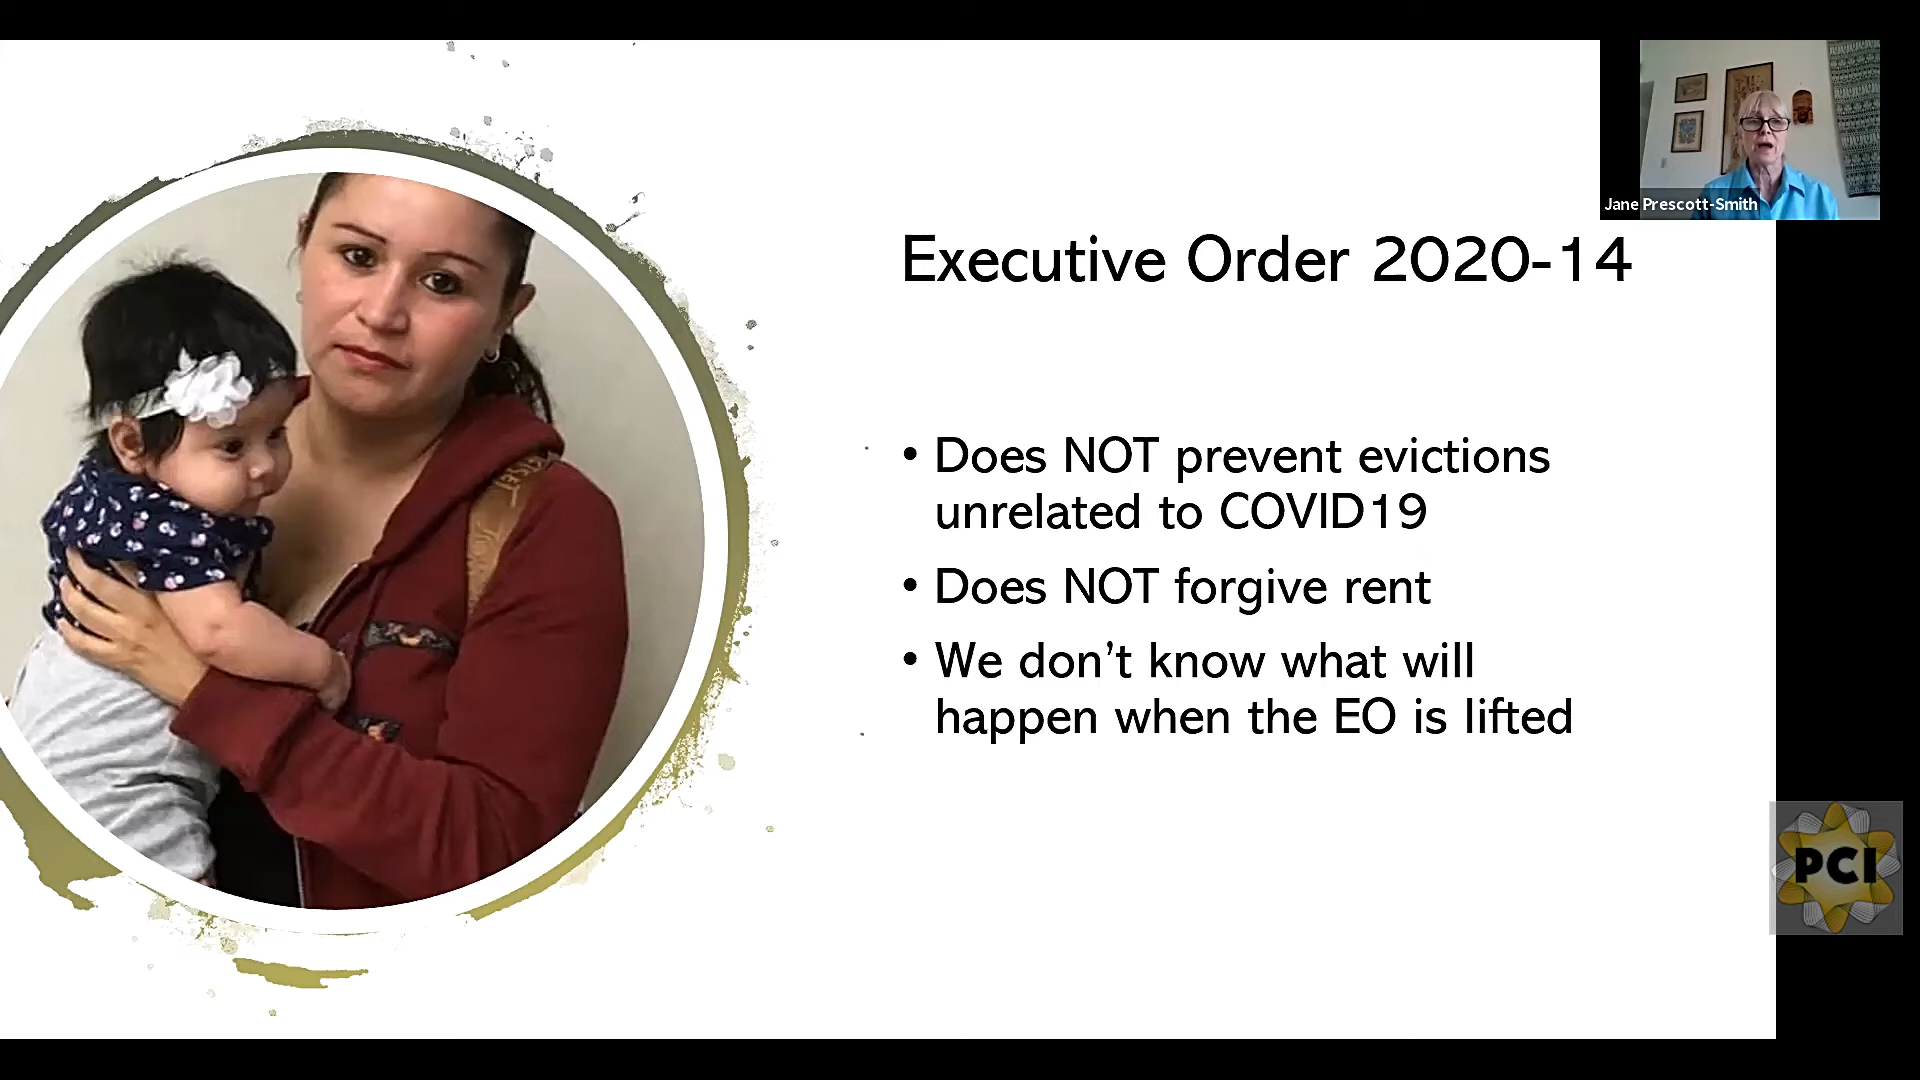 Jane Prescott-Smith
Executive Order 2020-14
• Does NOT prevent evictions
unrelated to COVID19
• Does NOT forgive rent
• We don’t know what will
happen when the EO is lifted
PCI